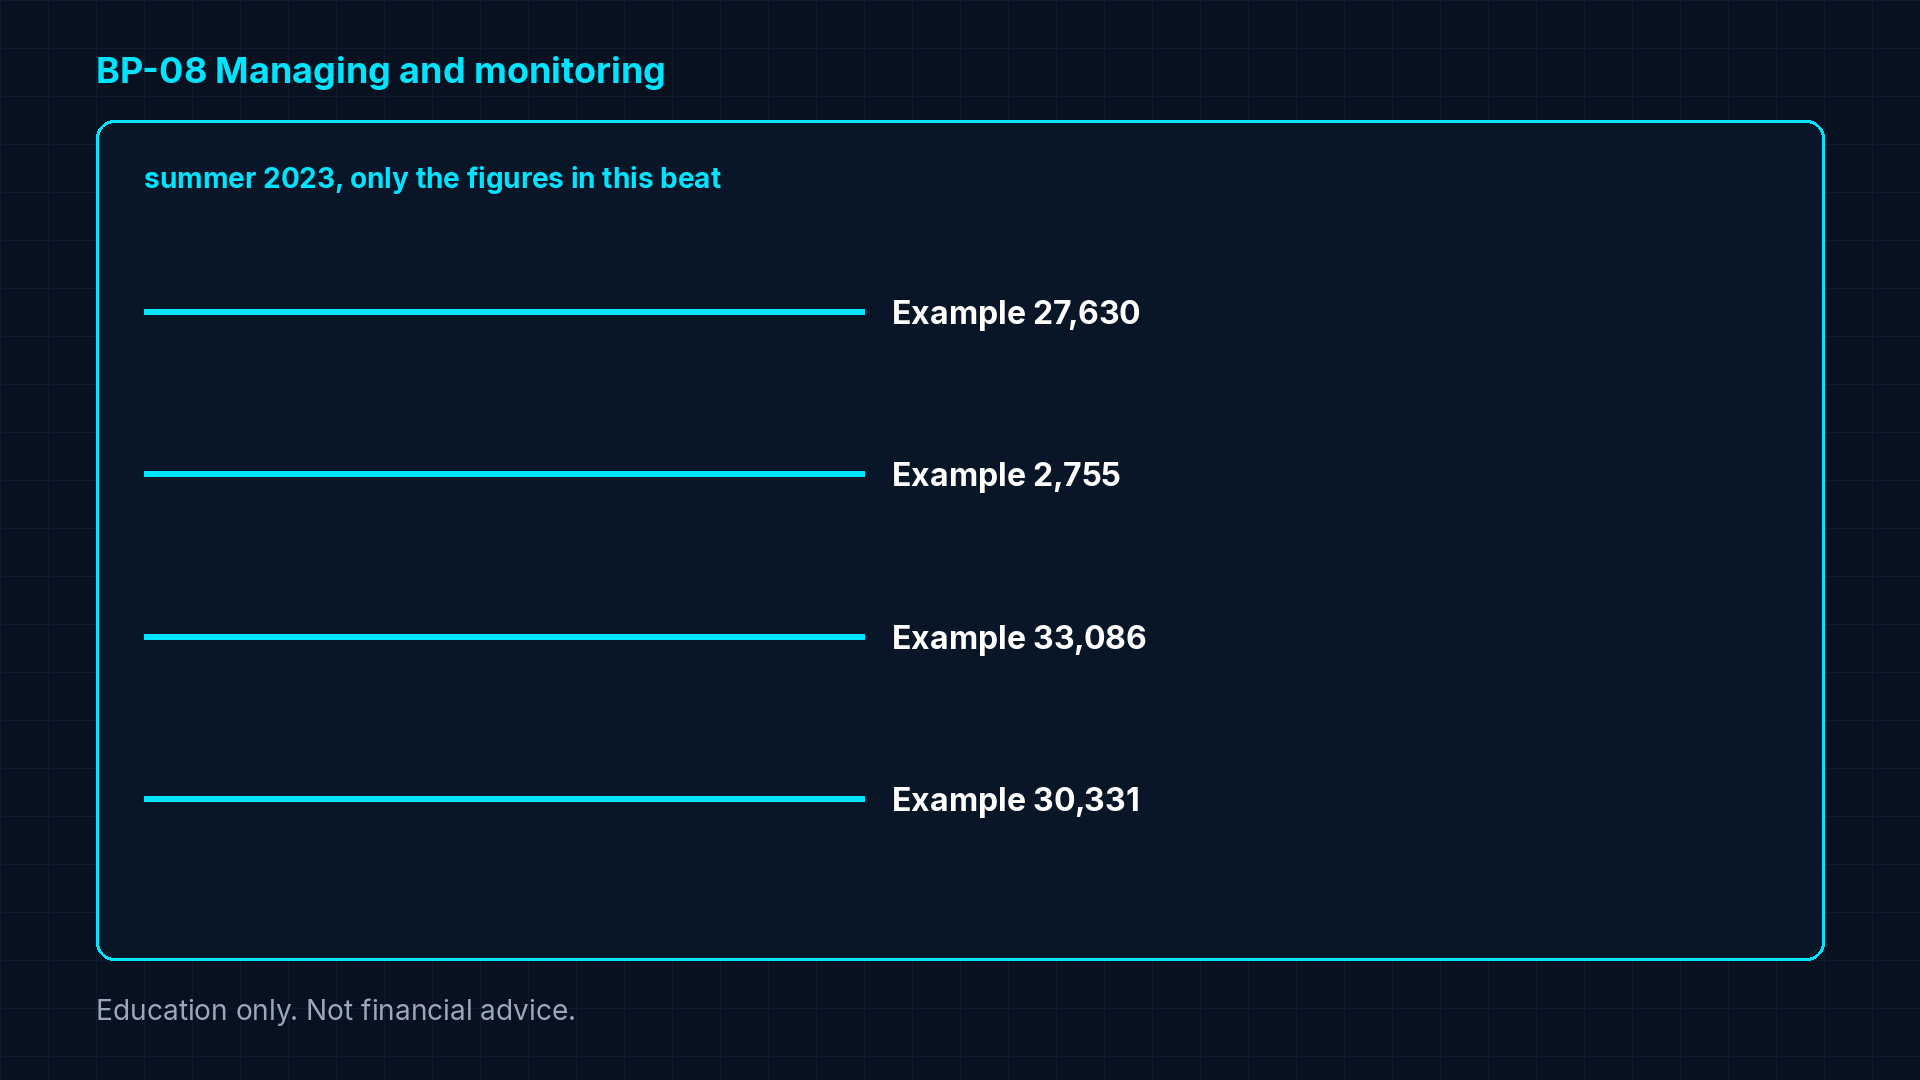 BP-08 Managing and monitoring
summer 2023, only the figures in this beat
Example 27,630
Example 2,755
Example 33,086
Example 30,331
Education only. Not financial advice.